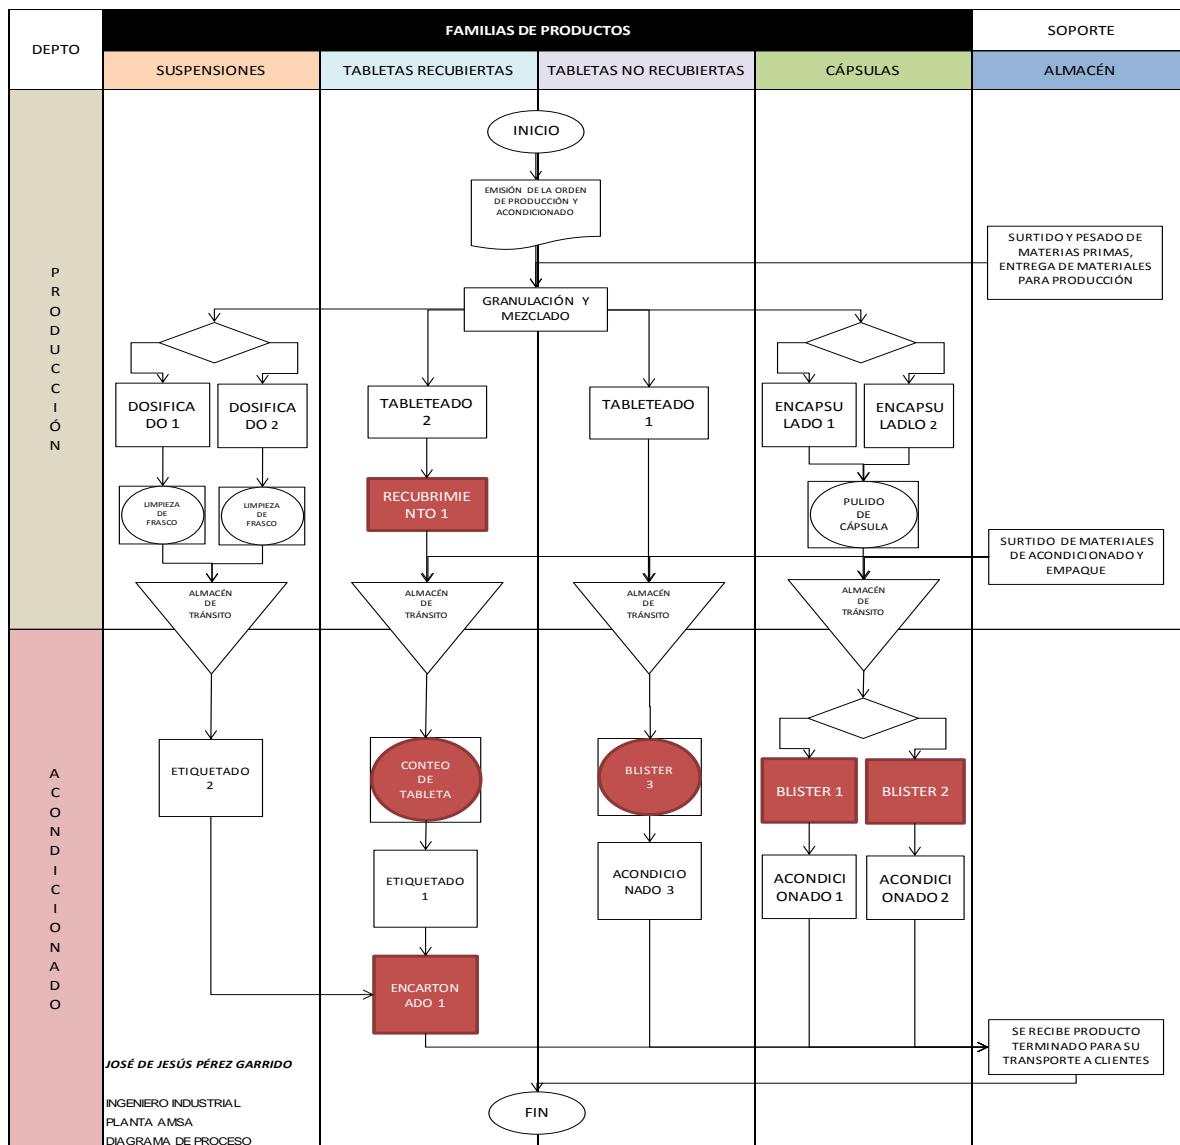 DEPTO
FAMILIAS DE PRODUCTOS
SOPORTE
SUSPENSIONES
TABLETAS RECUBIERTAS
TABLETAS NO RECUBIERTAS
CÁPSULAS
ALMACÉN
PRODUCCIÓN
INICIO
EMISIÓN DE LA ORDEN
DE PRODUCCIÓN Y
ACONDICIONADO
SURTIDO Y PESADO DE
MATERIAS PRIMAS,
ENTREGA DE MATERIALES
PARA PRODUCCIÓN
GRANULACIÓN Y
MEZCLADO
DOSIFICA
DO 1
DOSIFICA
DO 2
TABLETEADO
2
TABLETEADO
1
ENCAPSU
LADO 1
ENCAPSU
LADLO 2
LIMPIEZA
DE
FRASCO
LIMPIEZA
DE
FRASCO
RECUBRIMIE
NTO 1
PULIDO
DE
CÁPSULA
SURTIDO DE MATERIALES
DE ACONDICIONADO Y
EMPAQUE
ALMACÉN
DE
TRÁNSITO
ALMACÉN
DE
TRÁNSITO
ALMACÉN
DE
TRÁNSITO
ALMACÉN
DE
TRÁNSITO
ACONDICIONADO
ETIQUETADO
2
CONTEO
DE
TABLETA
BLISTER
3
BLISTER 1
BLISTER 2
ETIQUETADO
1
ACONDICIO
NADO 3
ACONDICI
ONADO 1
ACONDICI
ONADO 2
ENCARTON
ADO 1
SE RECIBE PRODUCTO
TERMINADO PARA SU
TRANSPORTE A CLIENTES
JOSÉ DE JESÚS PÉREZ GARRIDO
INGENIERO INDUSTRIAL
PLANTA AMSA
DIAGRAMA DE PROCESO
FIN